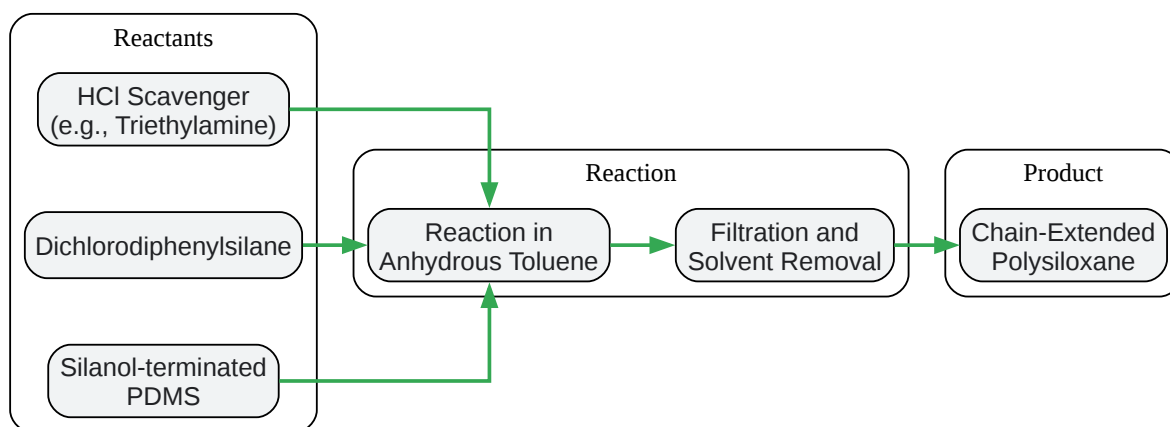 Reactants
HCl Scavenger
(e.g., Triethylamine)
Dichlorodiphenylsilane
Silanol-terminated
PDMS
Reaction
Reaction in
Anhydrous Toluene
Filtration and
Solvent Removal
Product
Chain-Extended
Polysiloxane